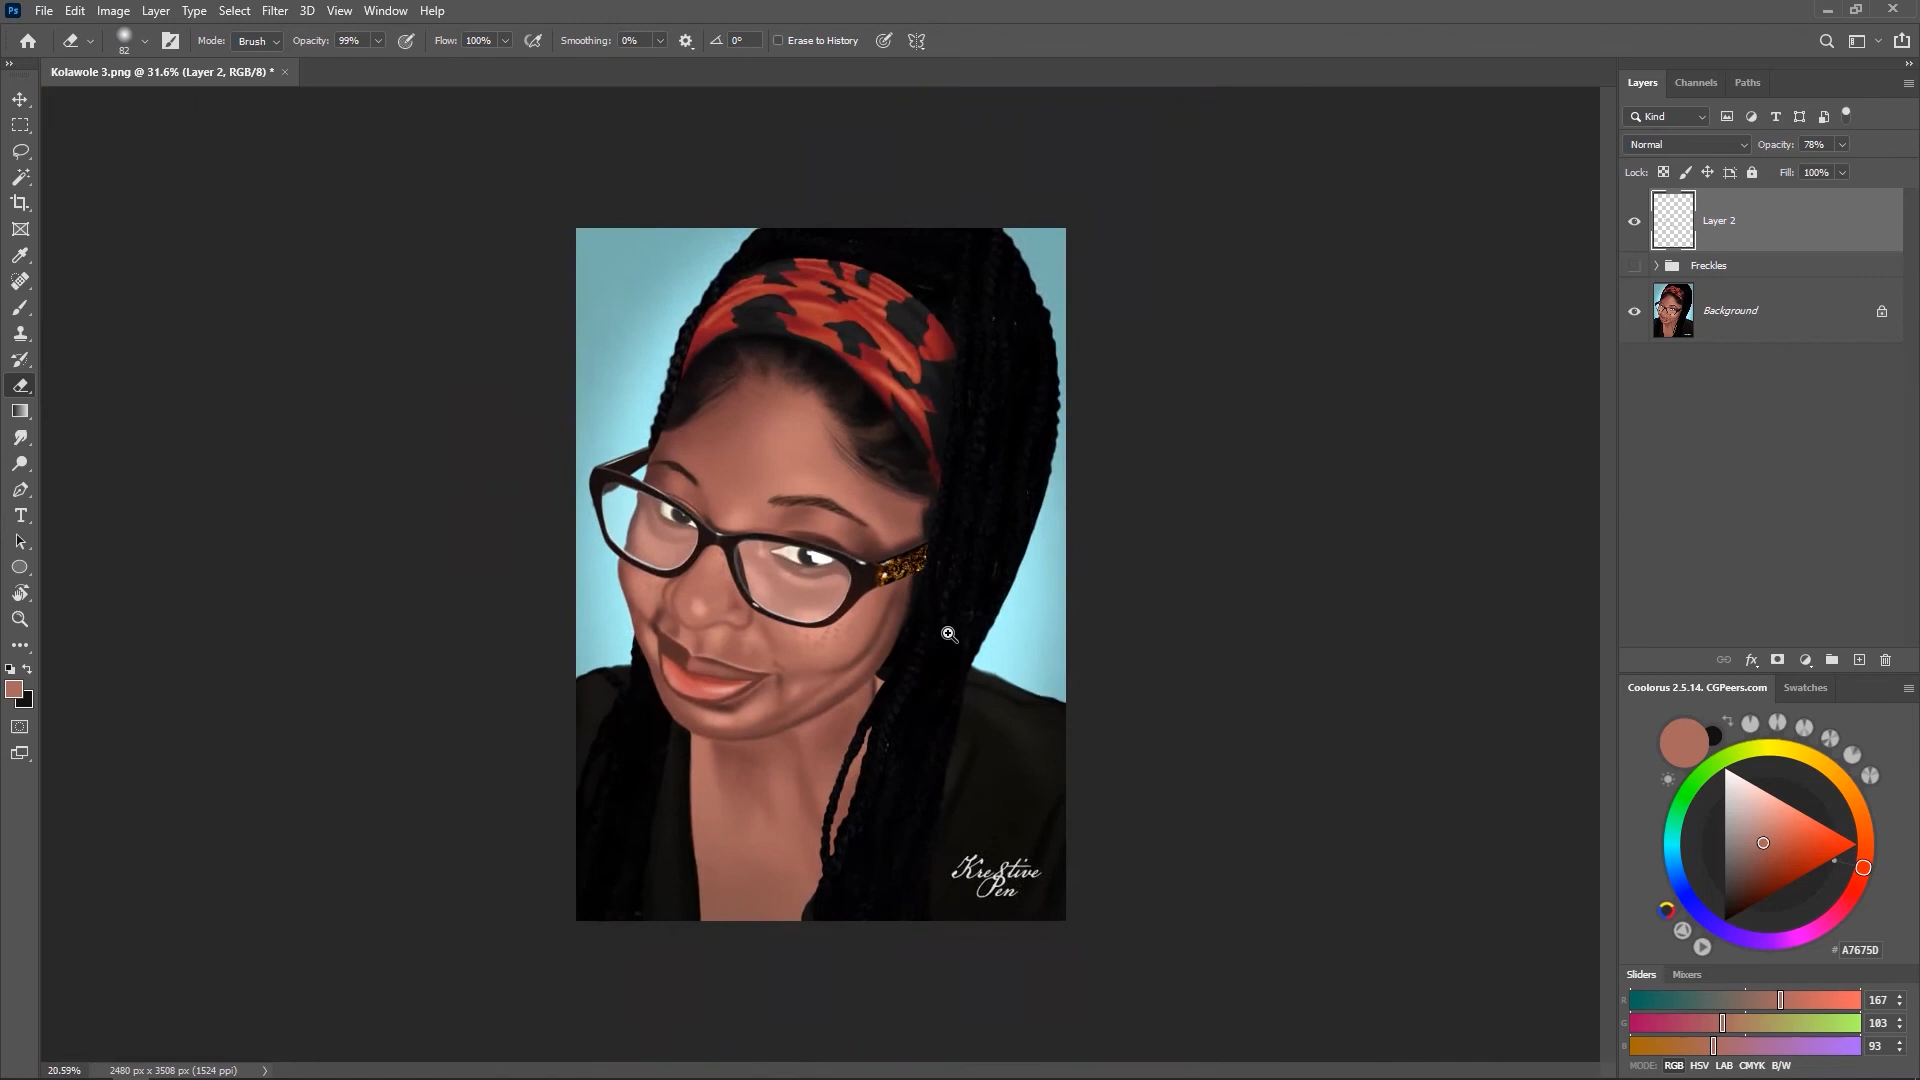 Ps File Edit Image Layer Type Select Filter 3D View Window Help
82 Mode: Brush Opacity: 99% Flow: 100% Smoothing: 0% 0° Erase to History
Kolawole 3.png @ 31.6% (Layer 2, RGB/8) * ×
Layers Channels Paths
Kind
Normal Opacity: 78%
Lock: Fill: 100%
Layer 2
Freckles
Background
Kre8tive
Pen
Coolorus 2.5.14. CGPeers.com Swatches
# A7675D
Sliders Mixers
R 167
G 103
B 93
MODE: RGB HSV LAB CMYK B/W
20.59% 2480 px x 3508 px (1524 ppi)